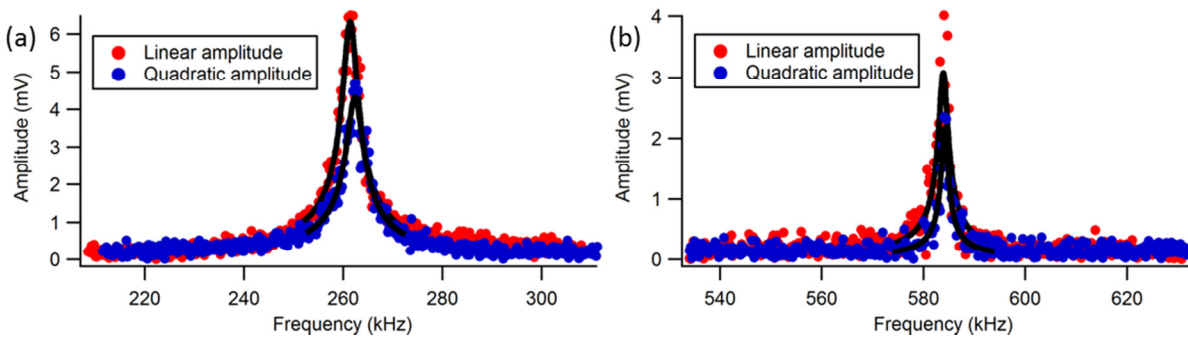 (a)
Linear amplitude
Quadratic amplitude
Amplitude (mV)
6
5
4
3
2
1
0
220 240 260 280 300
Frequency (kHz)
(b)
Linear amplitude
Quadratic amplitude
Amplitude (mV)
4
3
2
1
0
540 560 580 600 620
Frequency (kHz)